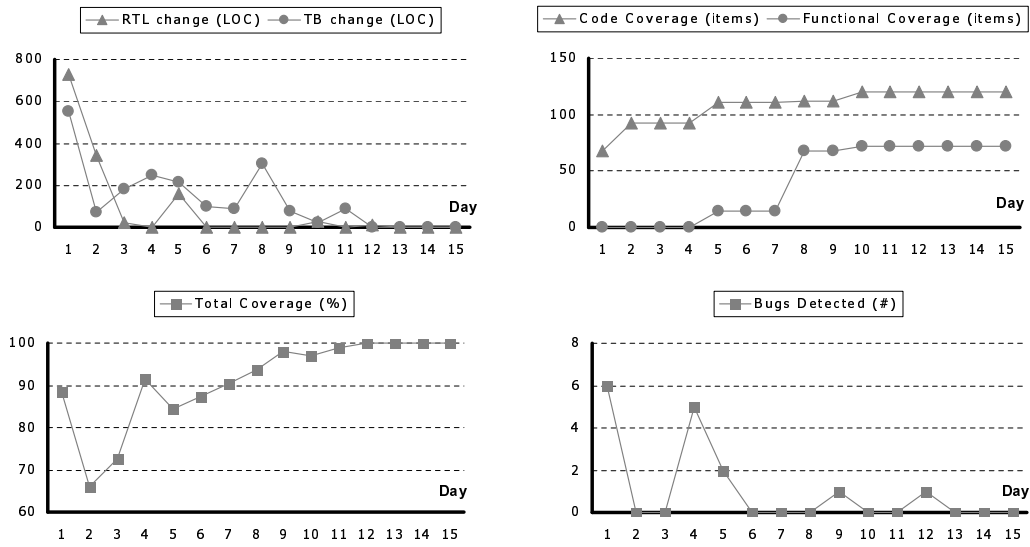 RTL change (LOC) TB change (LOC)
800
600
400
200
0
Day
1 2 3 4 5 6 7 8 9 10 11 12 13 14 15
Code Coverage (items) Functional Coverage (items)
150
100
50
0
Day
1 2 3 4 5 6 7 8 9 10 11 12 13 14 15
Total Coverage (%)
100
90
80
70
60
Day
1 2 3 4 5 6 7 8 9 10 11 12 13 14 15
Bugs Detected (#)
8
6
4
2
0
Day
1 2 3 4 5 6 7 8 9 10 11 12 13 14 15